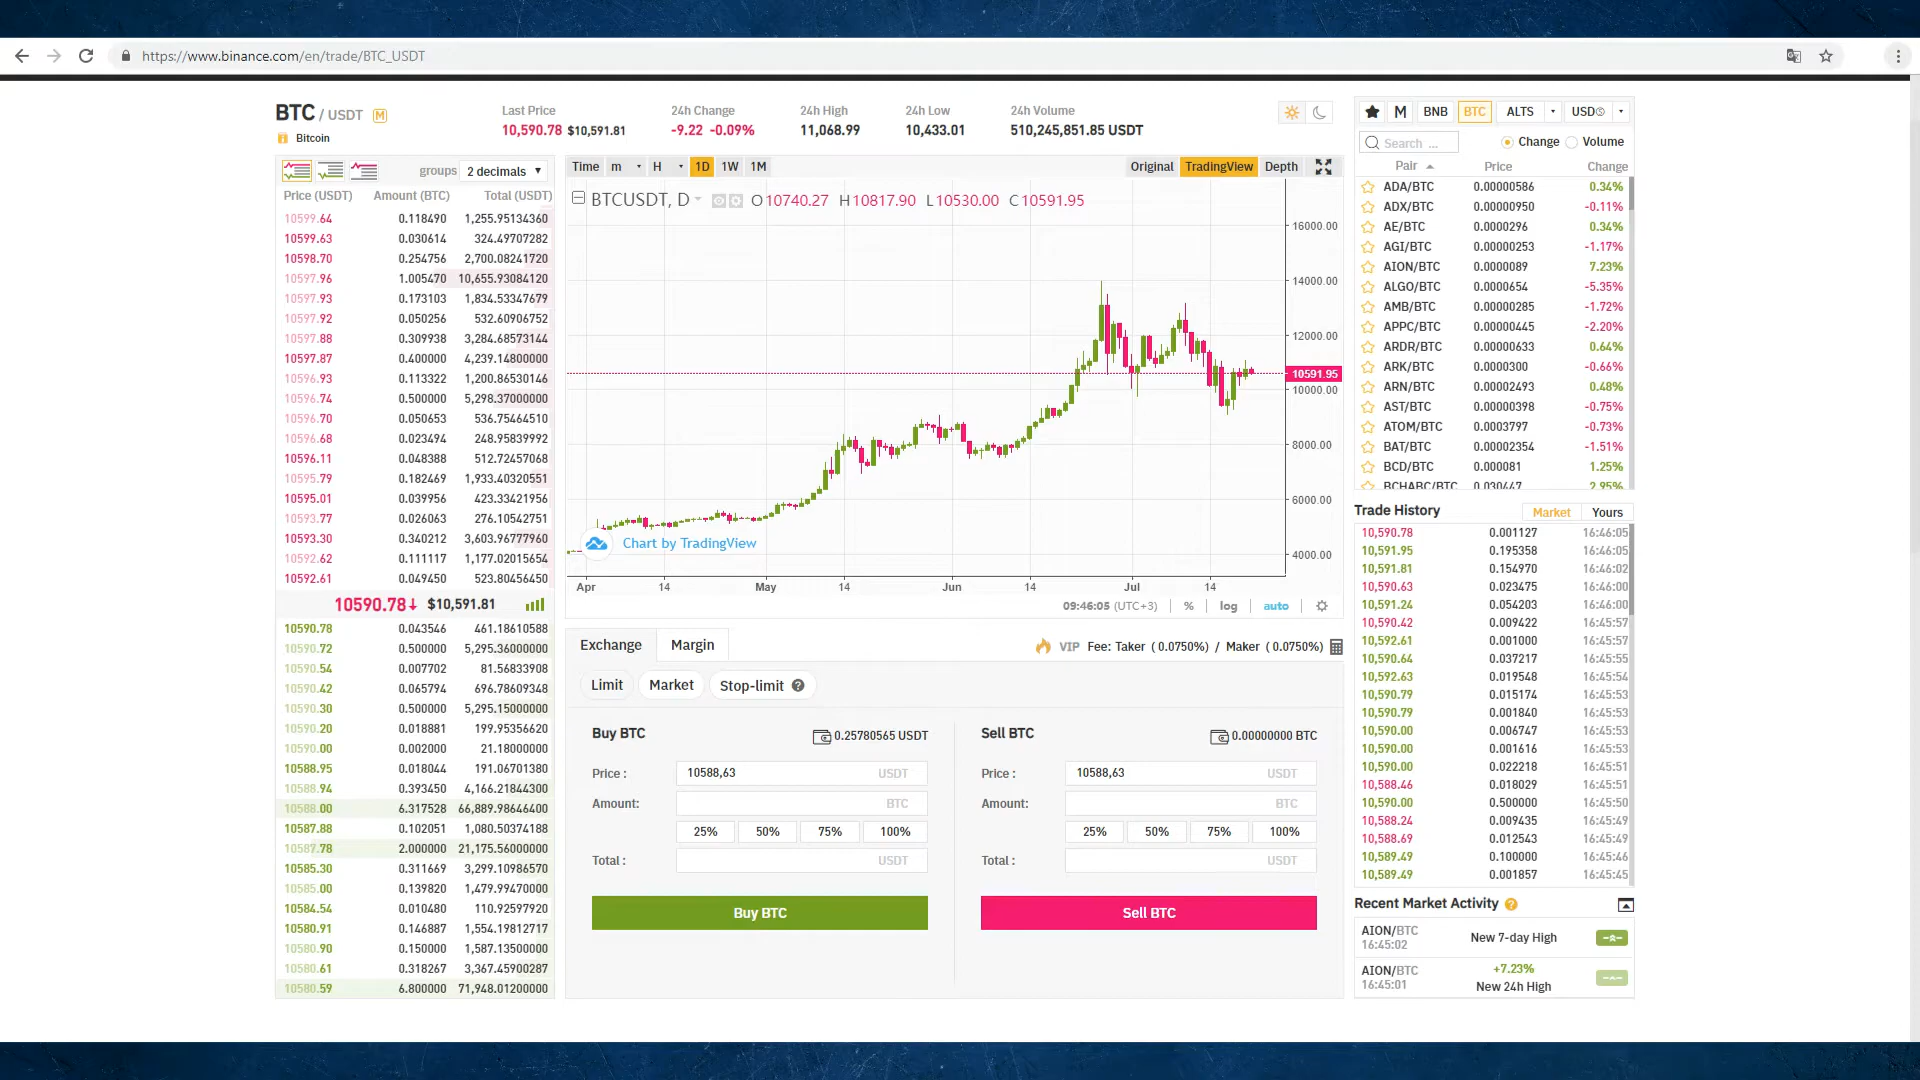 https://www.binance.com/en/trade/BTC_USDT
BTC / USDT M
Bitcoin
Last Price
10,590.78 $10,591.81
24h Change
-9.22 -0.09%
24h High
11,068.99
24h Low
10,433.01
24h Volume
510,245,851.85 USDT
groups 2 decimals
Price (USDT) Amount (BTC) Total (USDT)
10599.64 0.118490 1,255.95134360
10599.63 0.030614 324.49707282
10598.70 0.254756 2,700.08241720
10597.96 1.005470 10,655.93084120
10597.93 0.173103 1,834.53347679
10597.92 0.050256 532.60906752
10597.88 0.309938 3,284.68573144
10597.87 0.400000 4,239.14800000
10596.93 0.113322 1,200.86530146
10596.74 0.500000 5,298.37000000
10596.70 0.050653 536.75464510
10596.68 0.023494 248.95839992
10596.11 0.048388 512.72457068
10595.79 0.182469 1,933.40320551
10595.01 0.039956 423.33421956
10593.77 0.026063 276.10542751
10593.30 0.340212 3,603.96777960
10592.62 0.111117 1,177.02015654
10592.61 0.049450 523.80456450
10590.78↓ $10,591.81
10590.78 0.043546 461.18610588
10590.72 0.500000 5,295.36000000
10590.54 0.007702 81.56833908
10590.42 0.065794 696.78609348
10590.30 0.500000 5,295.15000000
10590.20 0.018881 199.95356620
10590.00 0.002000 21.18000000
10588.95 0.018044 191.06701380
10588.94 0.393450 4,166.21844300
10588.00 6.317528 66,889.98646400
10587.88 0.102051 1,080.50374188
10587.78 2.000000 21,175.56000000
10585.30 0.311669 3,299.10986570
10585.00 0.139820 1,479.99470000
10584.54 0.010480 110.92597920
10580.91 0.146887 1,554.19812717
10580.90 0.150000 1,587.13500000
10580.61 0.318267 3,367.45900287
10580.59 6.800000 71,948.01200000
Time m H 1D 1W 1M Original TradingView Depth
BTCUSDT, D O 10740.27 H 10817.90 L 10530.00 C 10591.95
16000.00
14000.00
12000.00
10591.95
10000.00
8000.00
6000.00
4000.00
Chart by TradingView
Apr 14 May 14 Jun 14 Jul 14
09:46:05 (UTC+3) % log auto
Exchange Margin VIP Fee: Taker ( 0.0750%) / Maker ( 0.0750%)
Limit Market Stop-limit ?
Buy BTC 0.25780565 USDT
Price : 10588,63 USDT
Amount: BTC
25% 50% 75% 100%
Total : USDT
Buy BTC
Sell BTC 0.00000000 BTC
Price : 10588,63 USDT
Amount: BTC
25% 50% 75% 100%
Total : USDT
Sell BTC
M BNB BTC ALTS USD©
Search ... Change Volume
Pair Price Change
ADA/BTC 0.00000586 0.34%
ADX/BTC 0.00000950 -0.11%
AE/BTC 0.0000296 0.34%
AGI/BTC 0.00000253 -1.17%
AION/BTC 0.0000089 7.23%
ALGO/BTC 0.0000654 -5.35%
AMB/BTC 0.00000285 -1.72%
APPC/BTC 0.00000445 -2.20%
ARDR/BTC 0.00000633 0.64%
ARK/BTC 0.0000300 -0.66%
ARN/BTC 0.00002493 0.48%
AST/BTC 0.00000398 -0.75%
ATOM/BTC 0.0003797 -0.73%
BAT/BTC 0.00002354 -1.51%
BCD/BTC 0.000081 1.25%
BCHABC/BTC 0.030447 2.95%
Trade History Market Yours
10,590.78 0.001127 16:46:05
10,591.95 0.195358 16:46:05
10,591.81 0.154970 16:46:02
10,590.63 0.023475 16:46:00
10,591.24 0.054203 16:46:00
10,590.42 0.009422 16:45:57
10,592.61 0.001000 16:45:57
10,590.64 0.037217 16:45:55
10,592.63 0.019548 16:45:54
10,590.79 0.015174 16:45:53
10,590.79 0.001840 16:45:53
10,590.00 0.006747 16:45:53
10,590.00 0.001616 16:45:53
10,590.00 0.022218 16:45:51
10,588.46 0.018029 16:45:51
10,590.00 0.500000 16:45:50
10,588.24 0.009435 16:45:49
10,588.69 0.012543 16:45:49
10,589.49 0.100000 16:45:46
10,589.49 0.001857 16:45:45
Recent Market Activity ?
AION/BTC
16:45:02
New 7-day High
AION/BTC
16:45:01
+7.23%
New 24h High